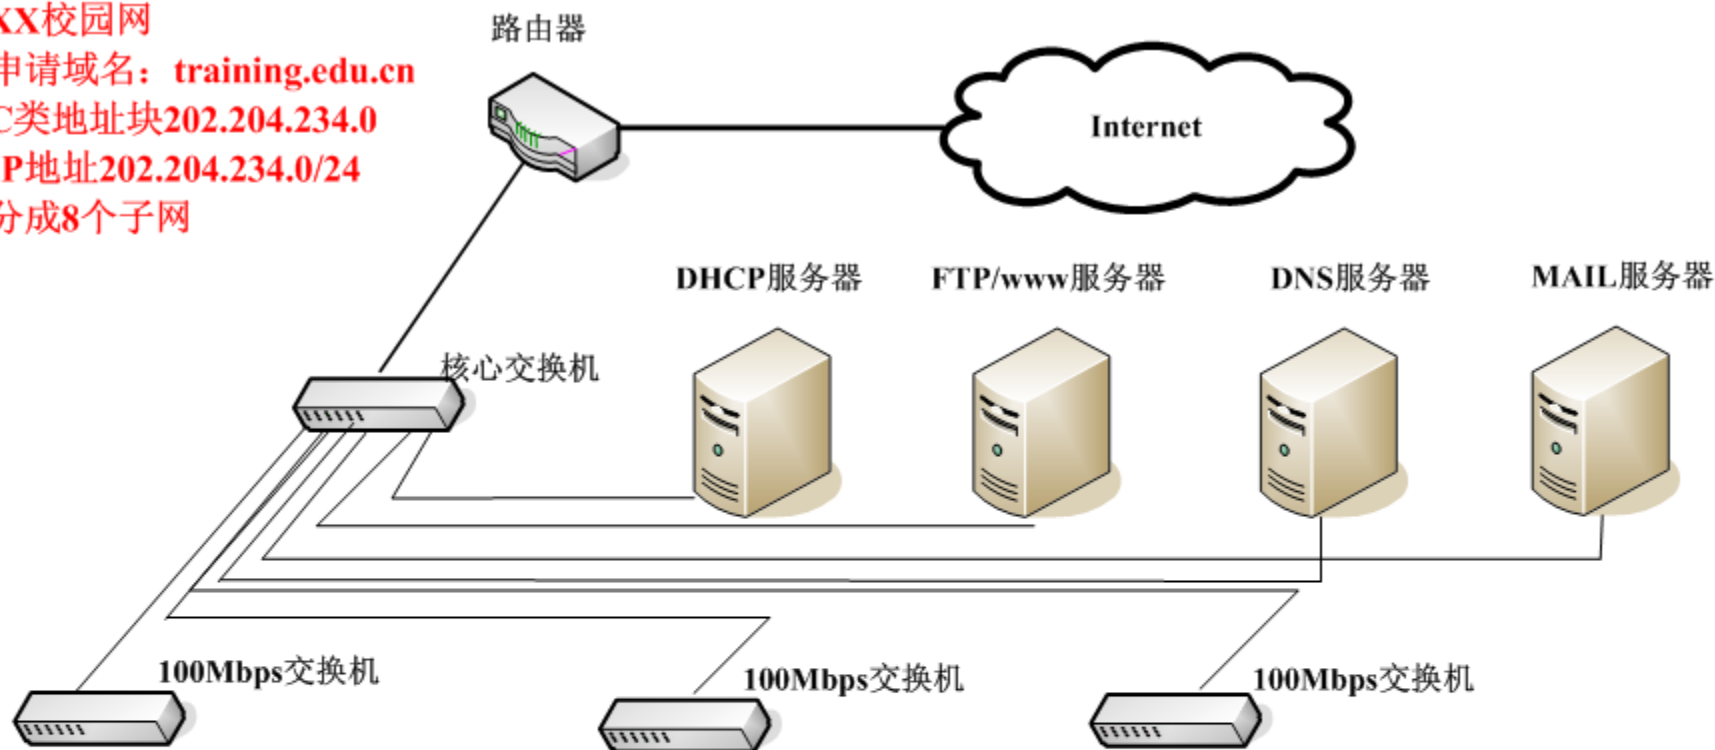 XX校园网
申请域名：training.edu.cn
C类地址块202.204.234.0
IP地址202.204.234.0/24
分成8个子网
路由器
Internet
DHCP服务器
FTP/www服务器
DNS服务器
MAIL服务器
核心交换机
100Mbps交换机
100Mbps交换机
100Mbps交换机